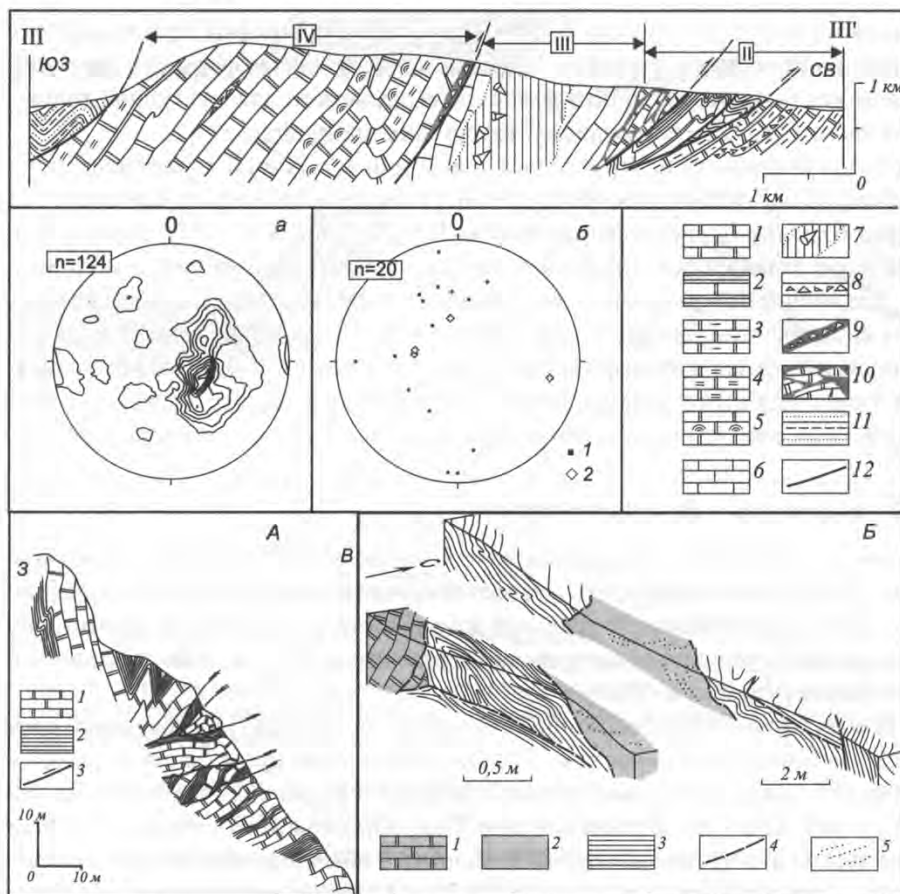 III IV III II III'
ЮЗ СВ
1 км
1 км 0
0 в
n=124
0 б
n=20
1
2
1 7
2 8
3 9
4 10
5 11
6 12
А
З В
1
2
3
10 м
0 10 м
Б
С
0,5 м 2 м
1 2 3 4 5